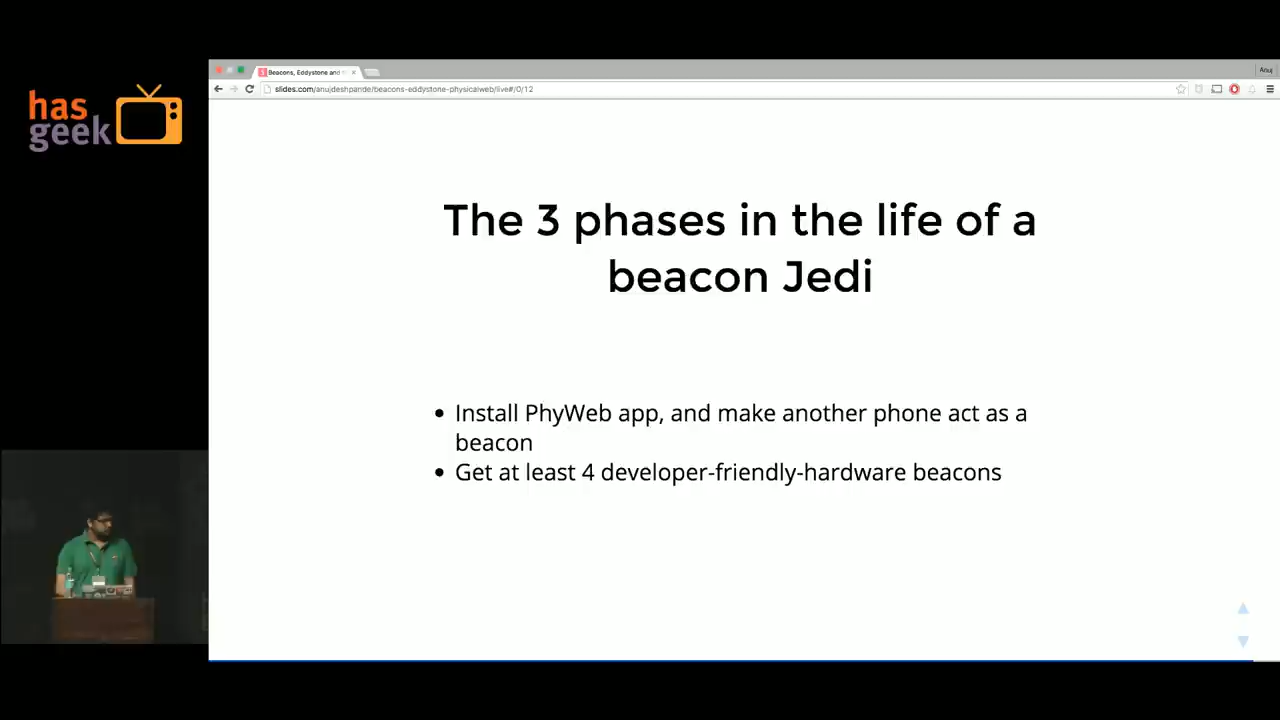 has
geek
Beacons, Eddystone and t
Anuj
slides.com/anujdeshpande/beacons-eddystone-physicalweb/live#/0/12
The 3 phases in the life of a
beacon Jedi
Install PhyWeb app, and make another phone act as a
beacon
Get at least 4 developer-friendly-hardware beacons